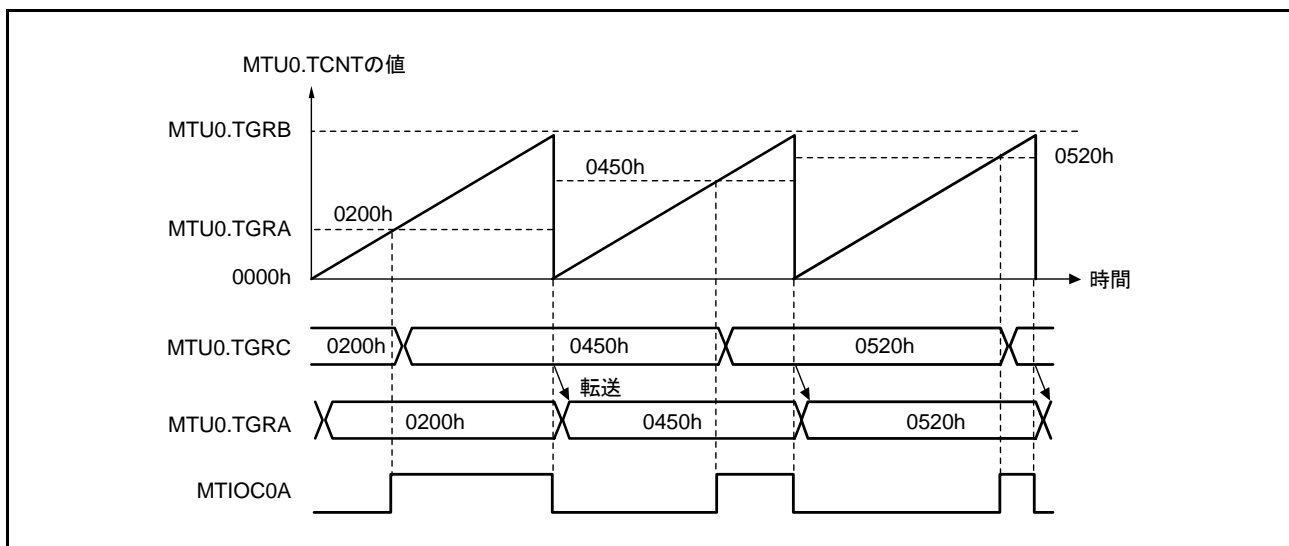 MTU0.TCNTの値
MTU0.TGRB
0450h
0520h
0200h
MTU0.TGRA
0000h
時間
MTU0.TGRC 0200h 0450h 0520h
転送
MTU0.TGRA 0200h 0450h 0520h
MTIOC0A